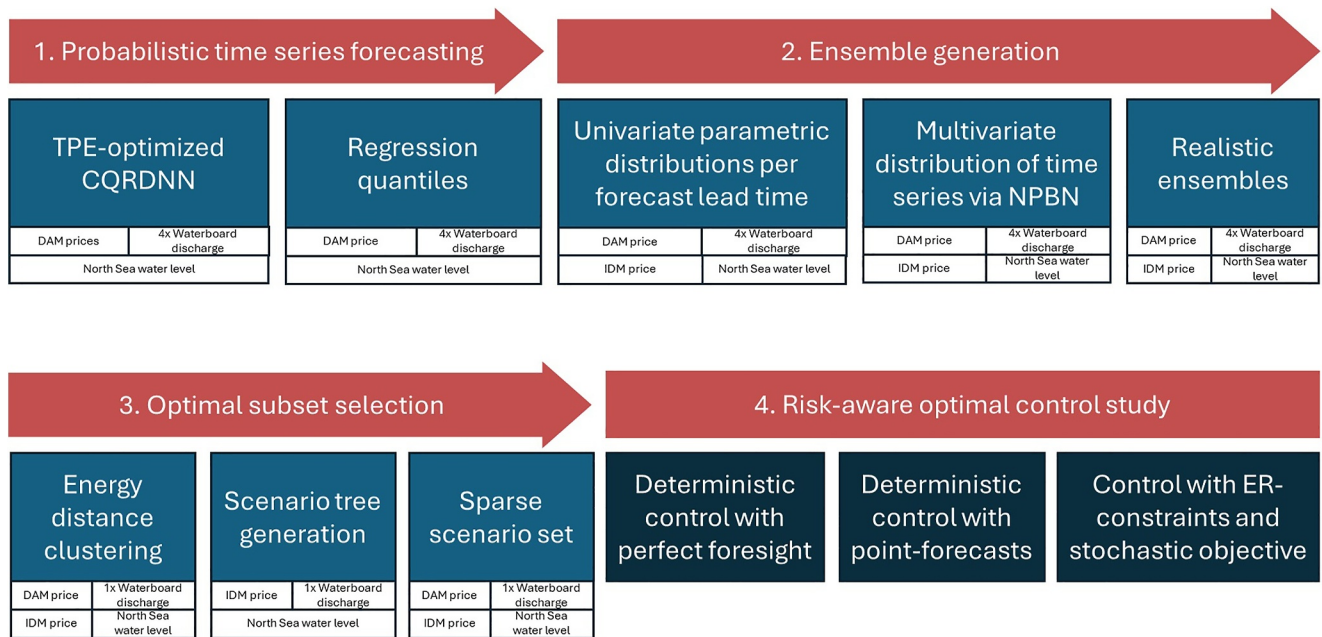 1. Probabilistic time series forecasting
2. Ensemble generation
TPE-optimized
CQRDNN
DAM prices
4x Waterboard
discharge
North Sea water level
Regression
quantiles
DAM price
4x Waterboard
discharge
North Sea water level
Univariate parametric
distributions per
forecast lead time
DAM price
4x Waterboard
discharge
IDM price
North Sea water level
Multivariate
distribution of time
series via NPBN
DAM price
4x Waterboard
discharge
IDM price
North Sea water
level
Realistic
ensembles
DAM price
4x Waterboard
discharge
IDM price
North Sea water
level
3. Optimal subset selection
4. Risk-aware optimal control study
Energy
distance
clustering
DAM price
1x Waterboard
discharge
IDM price
North Sea
water level
Scenario tree
generation
IDM price
1x Waterboard
discharge
North Sea water level
Sparse
scenario set
DAM price
1x Waterboard
discharge
IDM price
North Sea
water level
Deterministic
control with
perfect foresight
Deterministic
control with
point-forecasts
Control with ER-
constraints and
stochastic objective